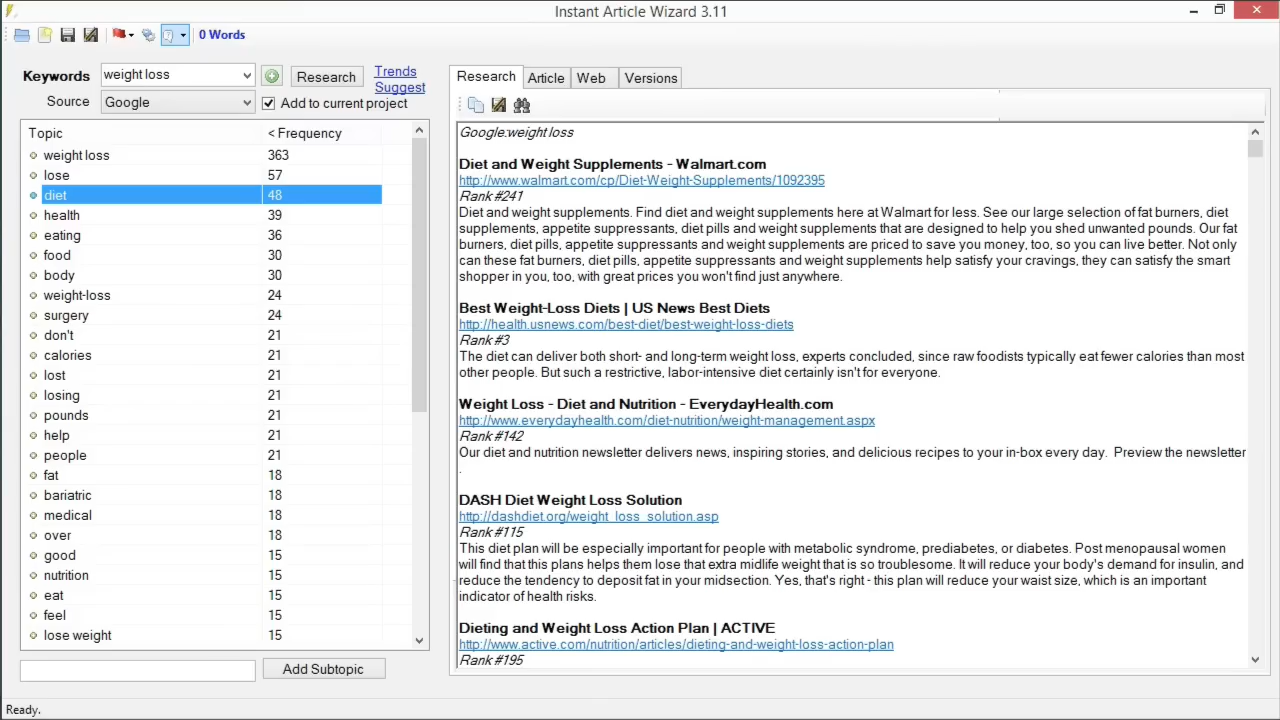 Instant Article Wizard 3.11
0 Words
Keywords weight loss Research Trends
Suggest
Source Google Add to current project
Topic < Frequency
weight loss 363
lose 57
diet 48
health 39
eating 36
food 30
body 30
weight-loss 24
surgery 24
don't 21
calories 21
lost 21
losing 21
pounds 21
help 21
people 21
fat 18
bariatric 18
medical 18
over 18
good 15
nutrition 15
eat 15
feel 15
lose weight 15
Add Subtopic
Research Article Web Versions
Google:weight loss
Diet and Weight Supplements - Walmart.com
http://www.walmart.com/cp/Diet-Weight-Supplements/1092395
Rank #241
Diet and weight supplements. Find diet and weight supplements here at Walmart for less. See our large selection of fat burners, diet
supplements, appetite suppressants, diet pills and weight supplements that are designed to help you shed unwanted pounds. Our fat
burners, diet pills, appetite suppressants and weight supplements are priced to save you money, too, so you can live better. Not only
can these fat burners, diet pills, appetite suppressants and weight supplements help satisfy your cravings, they can satisfy the smart
shopper in you, too, with great prices you won't find just anywhere.
Best Weight-Loss Diets | US News Best Diets
http://health.usnews.com/best-diet/best-weight-loss-diets
Rank #3
The diet can deliver both short- and long-term weight loss, experts concluded, since raw foodists typically eat fewer calories than most
other people. But such a restrictive, labor-intensive diet certainly isn't for everyone.
Weight Loss - Diet and Nutrition - EverydayHealth.com
http://www.everydayhealth.com/diet-nutrition/weight-management.aspx
Rank #142
Our diet and nutrition newsletter delivers news, inspiring stories, and delicious recipes to your in-box every day.  Preview the newsletter
.
DASH Diet Weight Loss Solution
http://dashdiet.org/weight_loss_solution.asp
Rank #115
This diet plan will be especially important for people with metabolic syndrome, prediabetes, or diabetes. Post menopausal women
will find that this plans helps them lose that extra midlife weight that is so troublesome. It will reduce your body's demand for insulin, and
reduce the tendency to deposit fat in your midsection. Yes, that's right - this plan will reduce your waist size, which is an important
indicator of health risks.
Dieting and Weight Loss Action Plan | ACTIVE
http://www.active.com/nutrition/articles/dieting-and-weight-loss-action-plan
Rank #195
Ready.